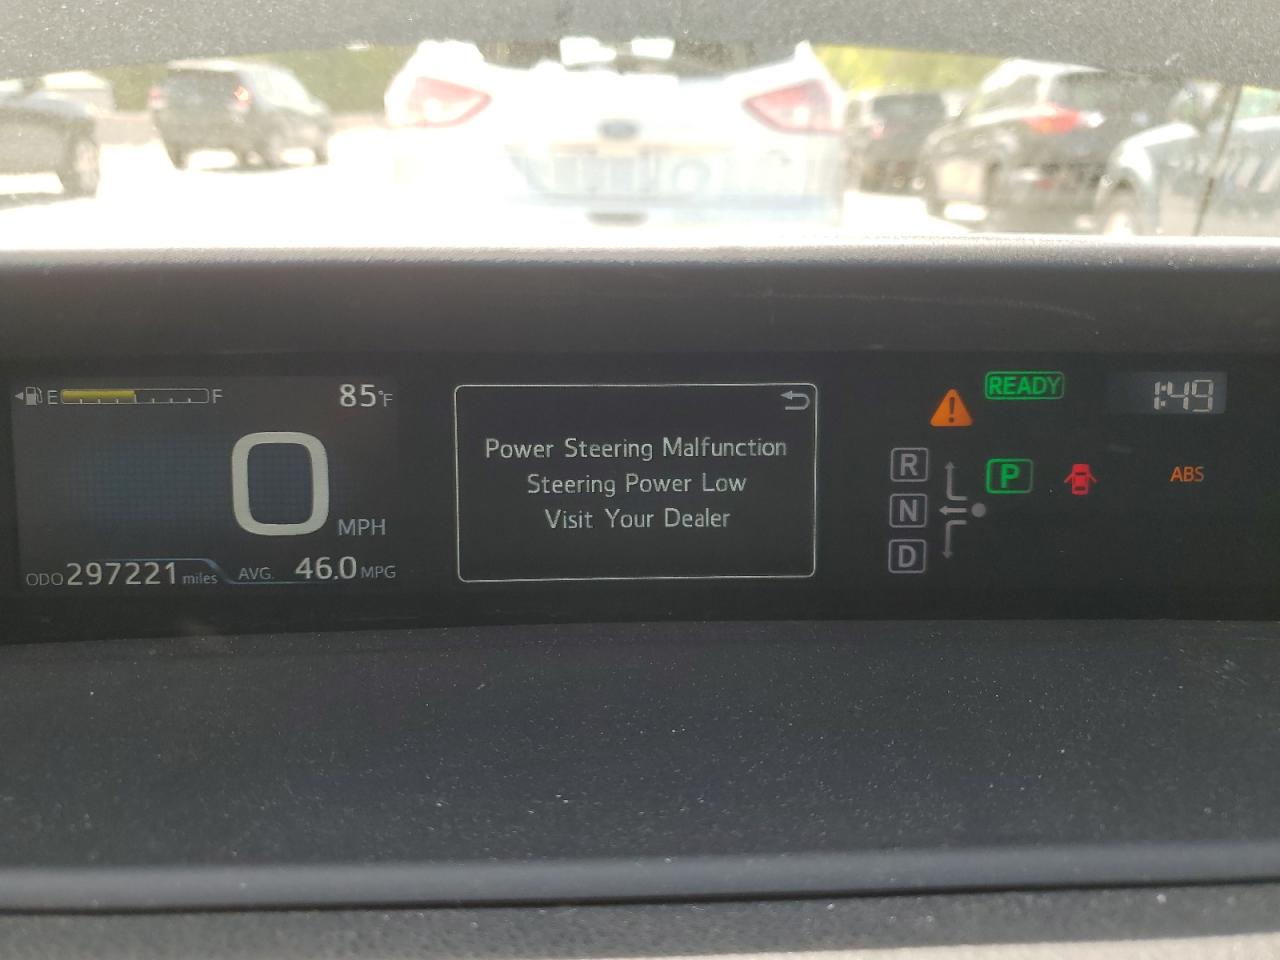 E F 85°F
0 MPH
ODO 297221 miles AVG. 46.0 MPG
Power Steering Malfunction
Steering Power Low
Visit Your Dealer
READY
1:49
R
N
D
P
ABS